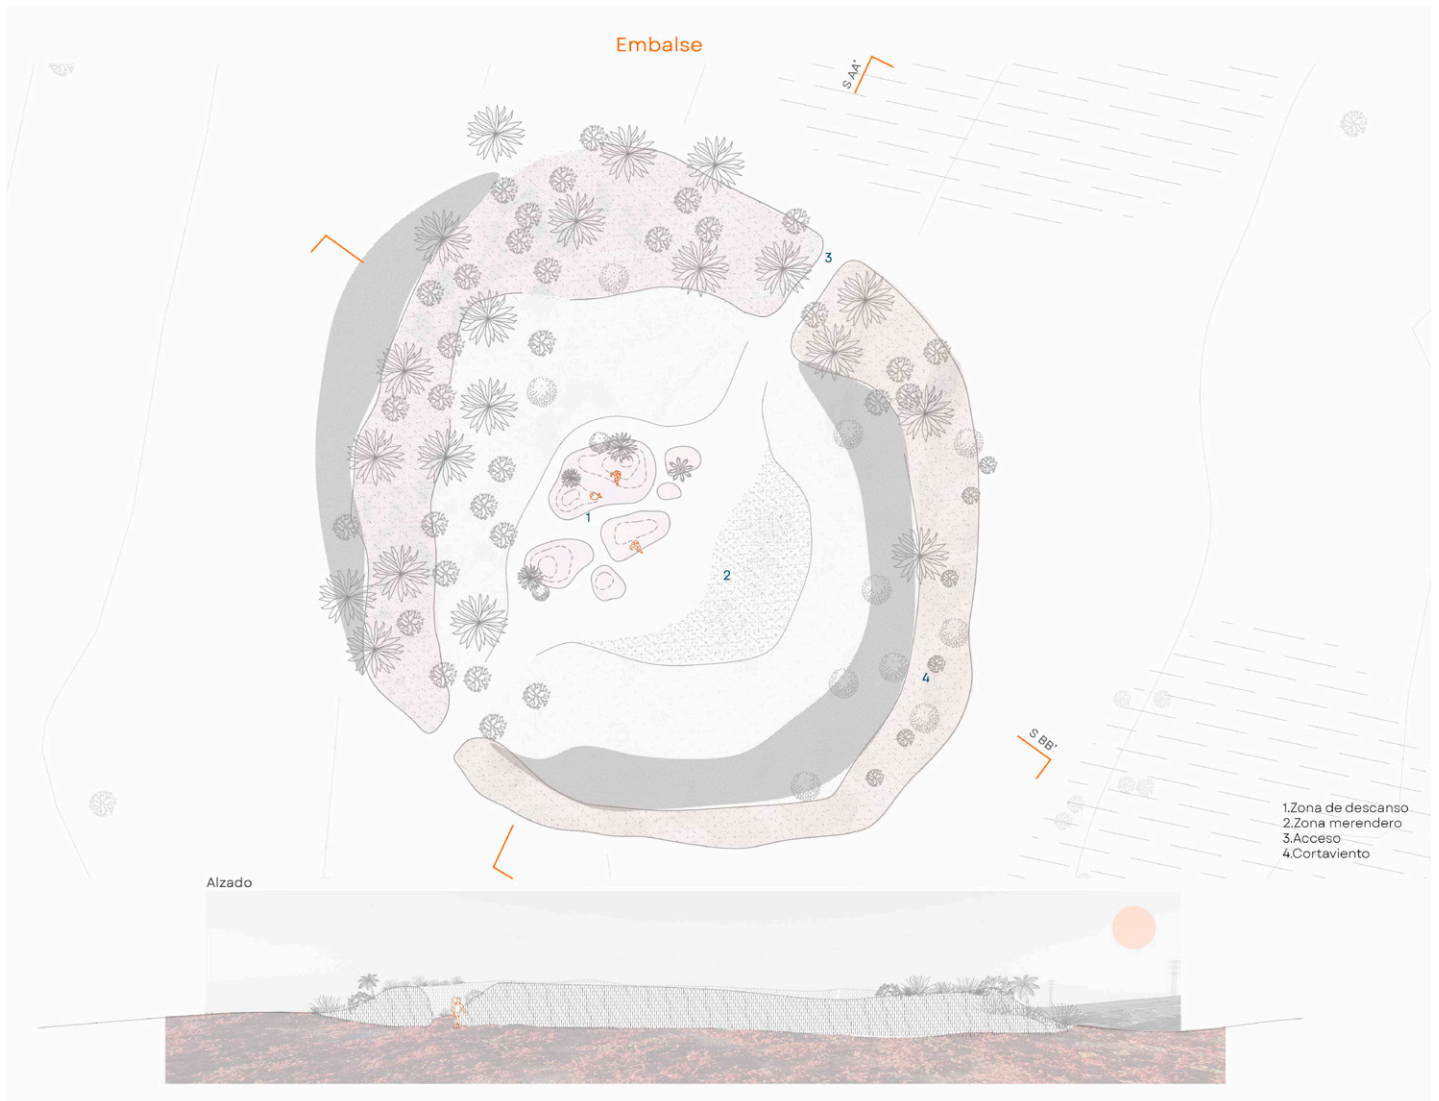 Embalse
S AA'
3
1
2
4
S BB'
1.Zona de descanso
2.Zona merendero
3.Acceso
4.Cortaviento
Alzado